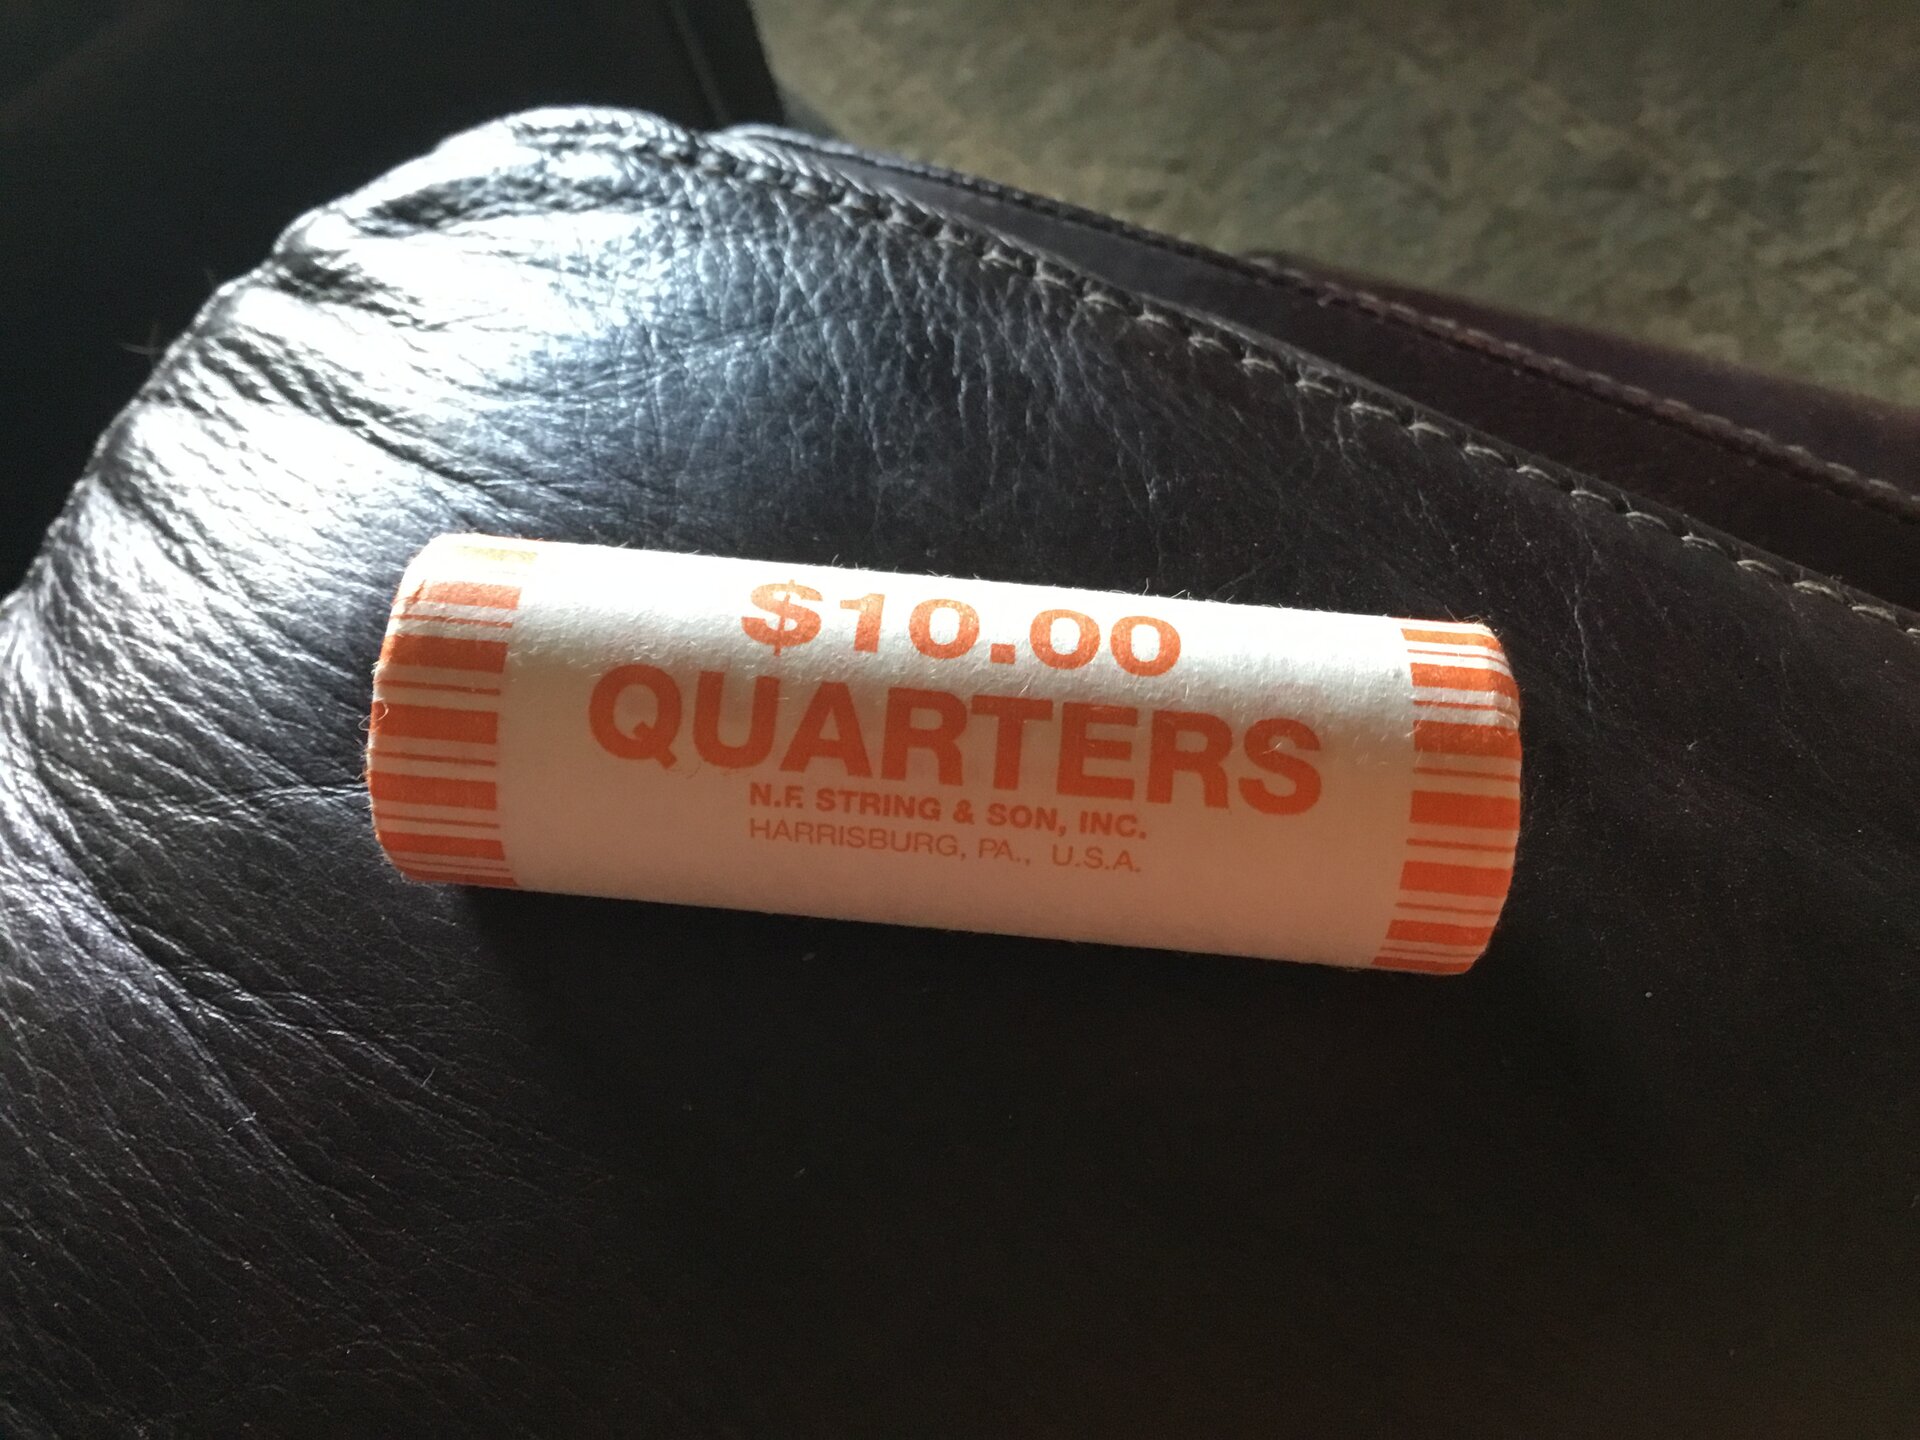 $10.00
QUARTERS
N.F. STRING & SON, INC.
HARRISBURG, PA., U.S.A.